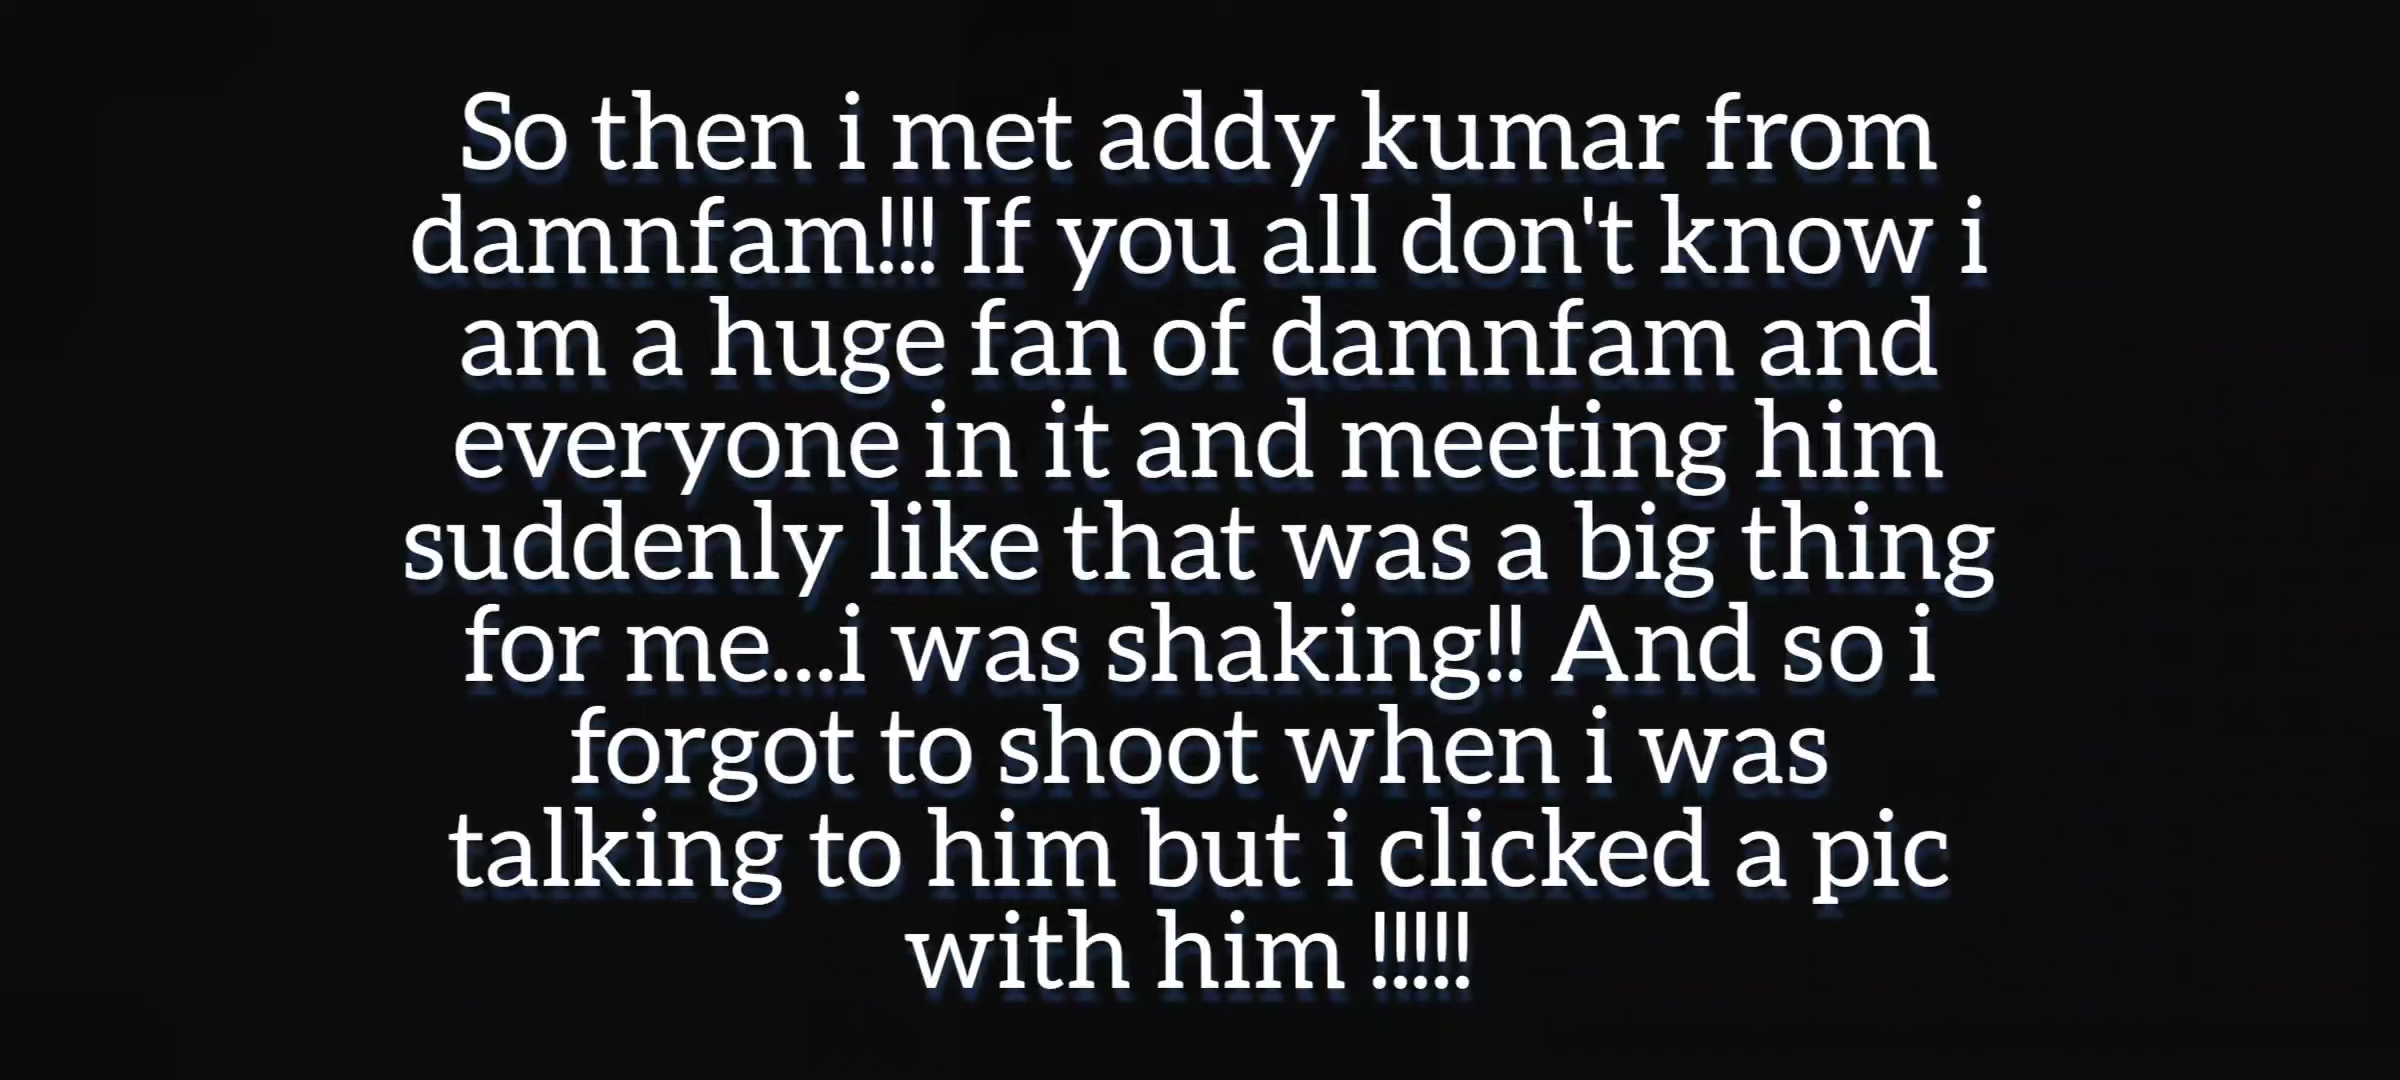 So then i met addy kumar from
damnfam!!! If you all don't know i
am a huge fan of damnfam and
everyone in it and meeting him
suddenly like that was a big thing
for me...i was shaking!! And so i
forgot to shoot when i was
talking to him but i clicked a pic
with him !!!!!